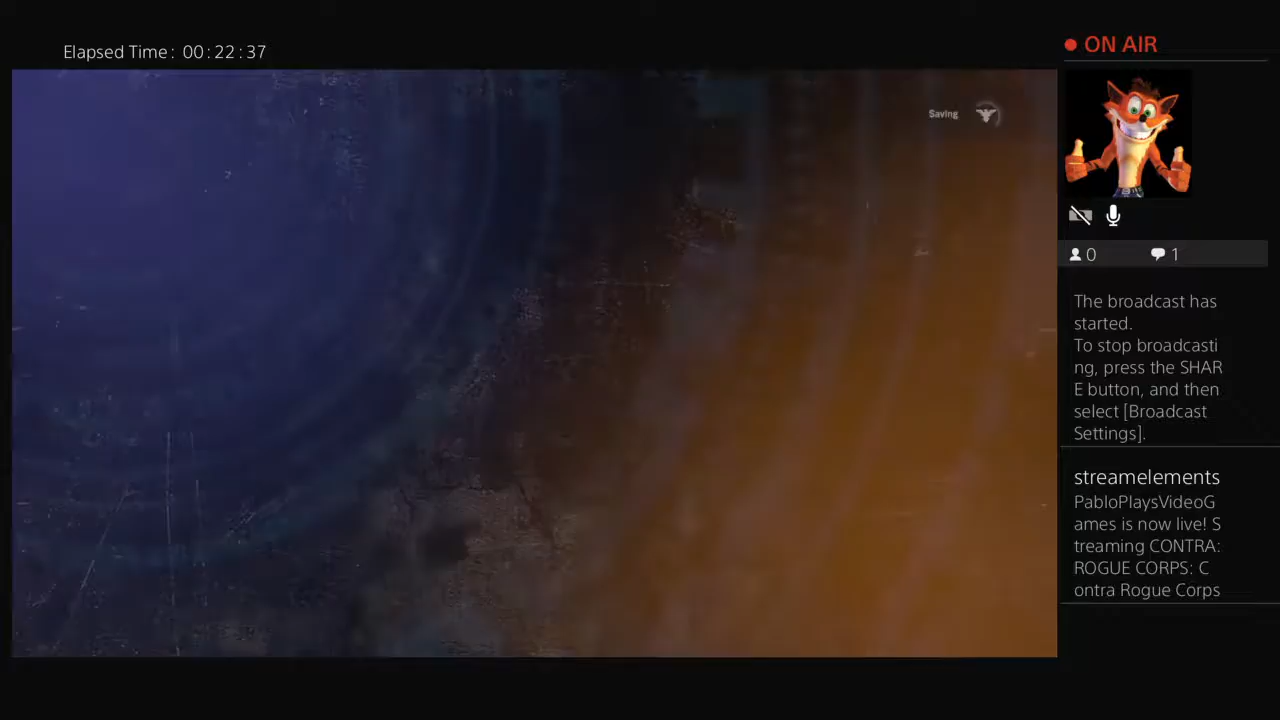 Elapsed Time: 00:22:37
ON AIR
Saving
0 1
The broadcast has
started.
To stop broadcasti
ng, press the SHAR
E button, and then
select [Broadcast
Settings].
streamelements
PabloPlaysVideoG
ames is now live! S
treaming CONTRA:
ROGUE CORPS: C
ontra Rogue Corps